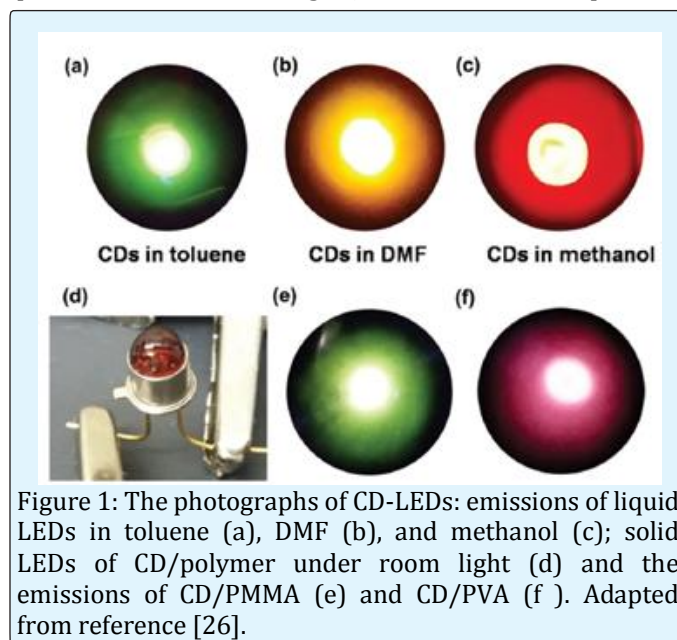 (a)
(b)
(c)
CDs in toluene
CDs in DMF
CDs in methanol
(d)
(e)
(f)
Figure 1: The photographs of CD-LEDs: emissions of liquid
LEDs in toluene (a), DMF (b), and methanol (c); solid
LEDs of CD/polymer under room light (d) and the
emissions of CD/PMMA (e) and CD/PVA (f ). Adapted
from reference [26].